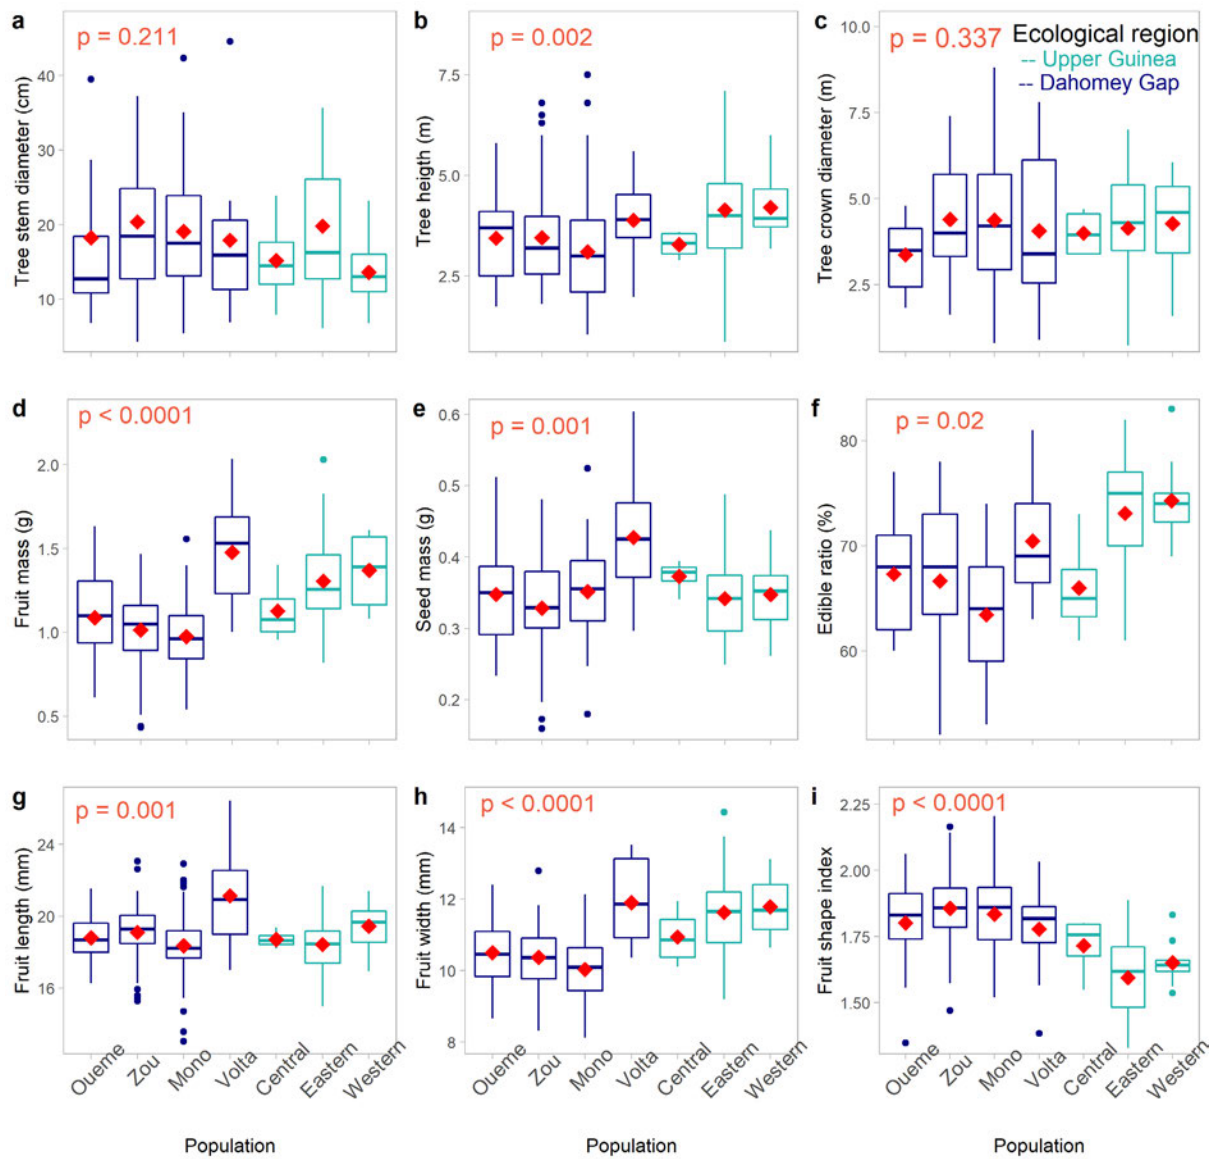 a
p = 0.211
Tree stem diameter (cm)
40
30
20
10
b
p = 0.002
Tree heigth (m)
7.5
5.0
2.5
c
p = 0.337
Ecological region
-- Upper Guinea
-- Dahomey Gap
Tree crown diameter (m)
10.0
7.5
5.0
2.5
d
p < 0.0001
Fruit mass (g)
2.0
1.5
1.0
0.5
e
p = 0.001
Seed mass (g)
0.6
0.5
0.4
0.3
0.2
f
p = 0.02
Edible ratio (%)
80
70
60
g
p = 0.001
Fruit length (mm)
24
20
16
Oueme
Zou
Mono
Volta
Central
Eastern
Western
Population
h
p < 0.0001
Fruit width (mm)
14
12
10
8
Oueme
Zou
Mono
Volta
Central
Eastern
Western
Population
i
p < 0.0001
Fruit shape index
2.25
2.00
1.75
1.50
Oueme
Zou
Mono
Volta
Central
Eastern
Western
Population